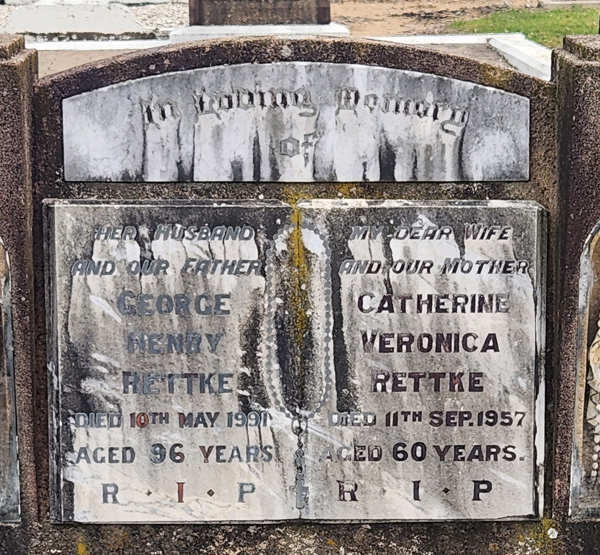 In Loving Memory
of
HER HUSBAND
AND OUR FATHER
GEORGE
HENRY
RETTKE
DIED 10TH MAY 1991
AGED 96 YEARS
R · I · P
MY DEAR WIFE
AND OUR MOTHER
CATHERINE
VERONICA
RETTKE
DIED 11TH SEP. 1957
AGED 60 YEARS.
R · I · P